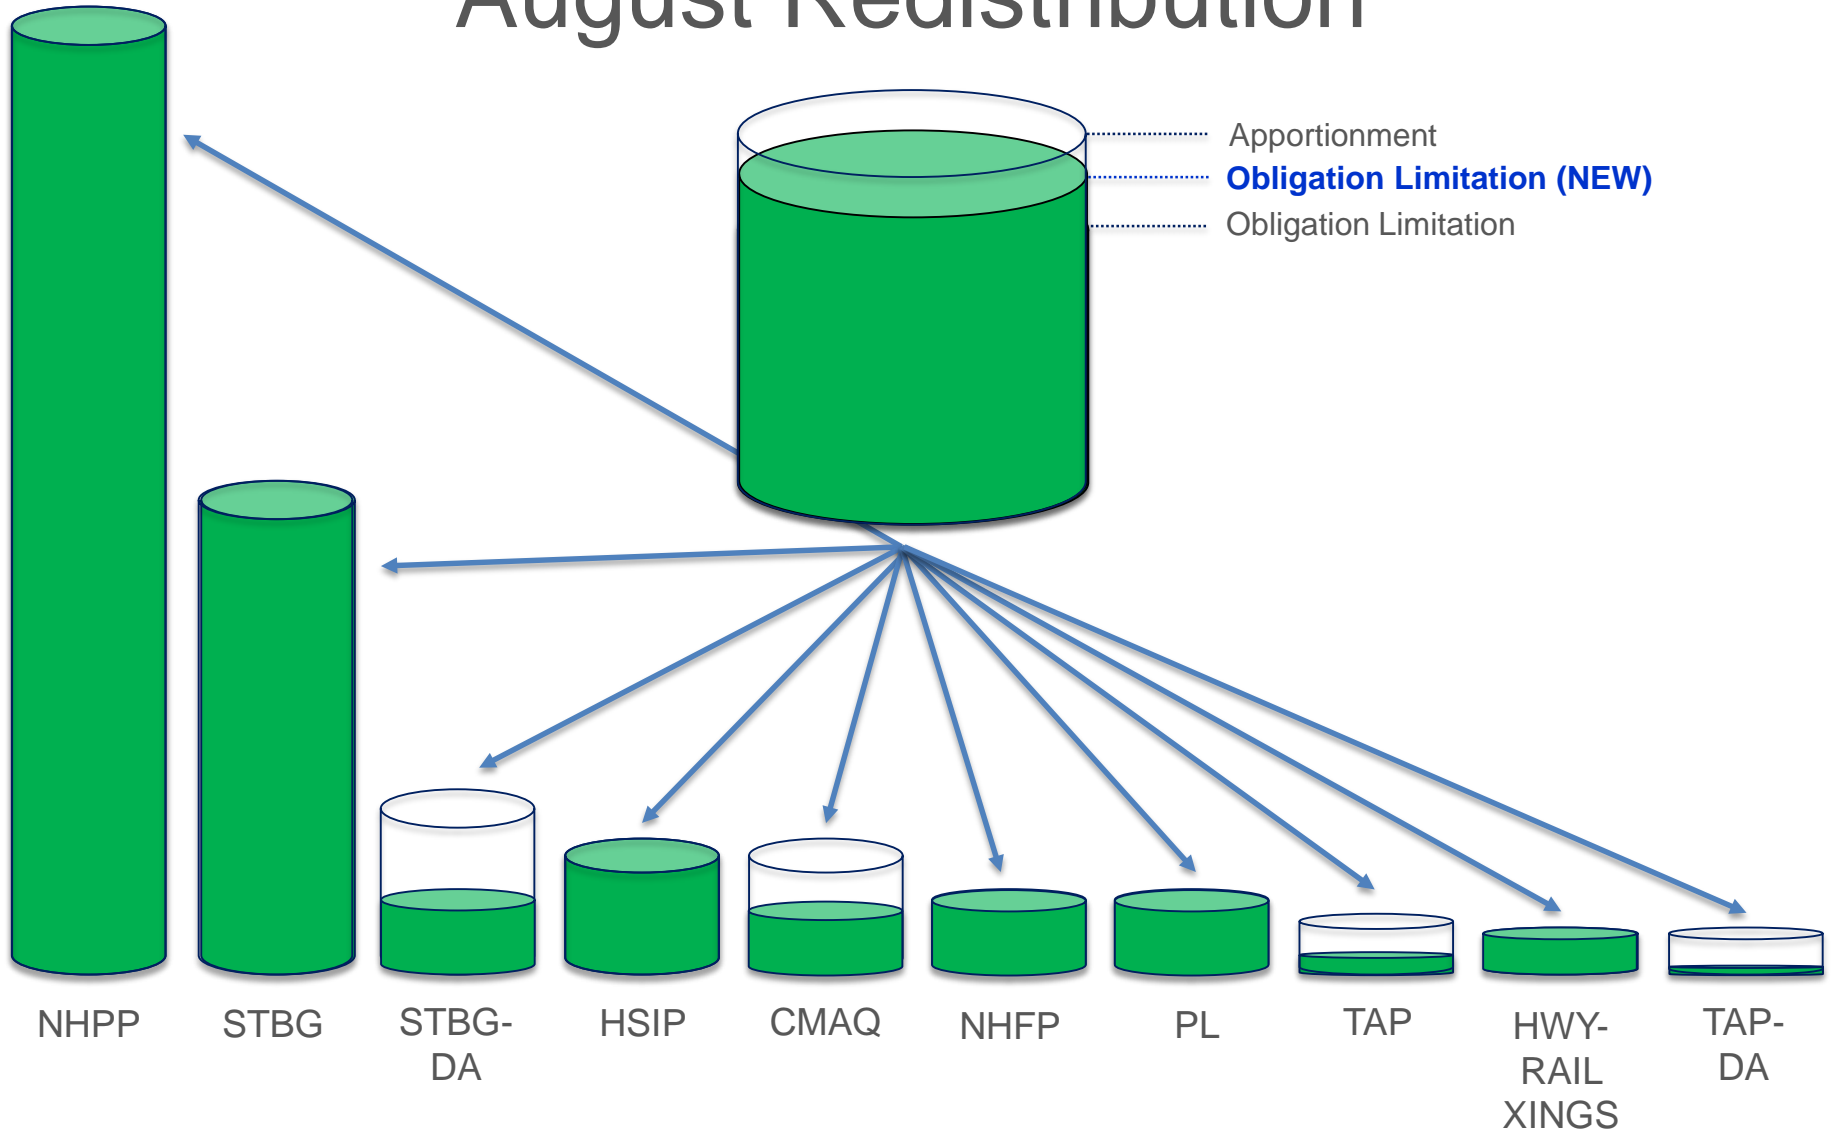 August Redistribution
Apportionment
Obligation Limitation (NEW)
Obligation Limitation
NHPP
STBG
STBG-
DA
HSIP
CMAQ
NHFP
PL
TAP
HWY-
RAIL
XINGS
TAP-
DA